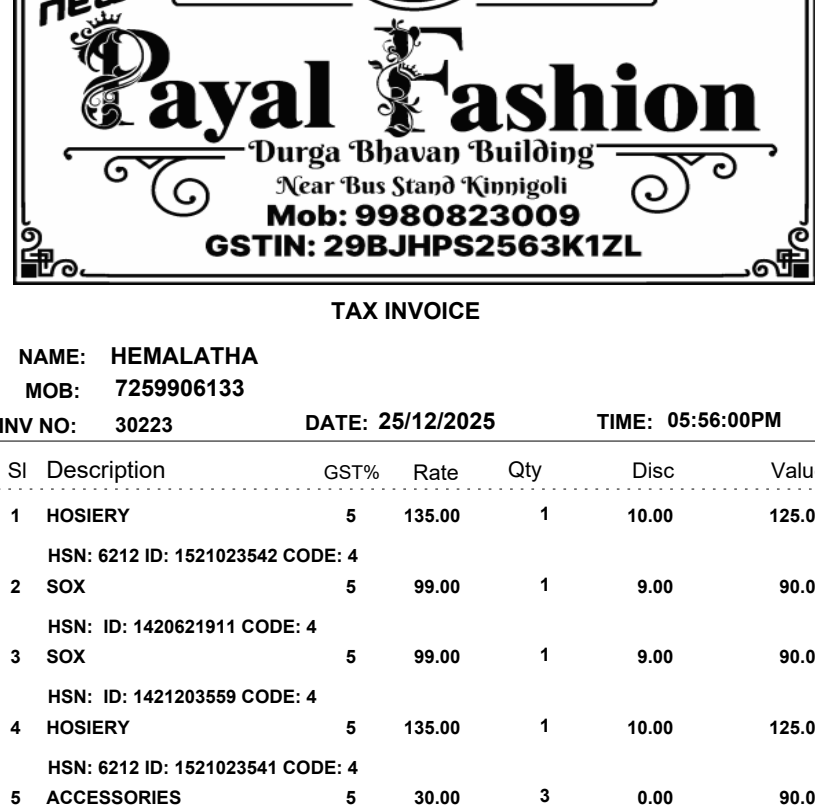 Payal Fashion
Durga Bhavan Building
Near Bus Stand Kinnigoli
Mob: 9980823009
GSTIN: 29BJHPS2563K1ZL
TAX INVOICE
NAME: HEMALATHA
MOB: 7259906133
INV NO: 30223 DATE: 25/12/2025 TIME: 05:56:00PM
Sl Description GST% Rate Qty Disc Valu
1 HOSIERY 5 135.00 1 10.00 125.0
HSN: 6212 ID: 1521023542 CODE: 4
2 SOX 5 99.00 1 9.00 90.0
HSN: ID: 1420621911 CODE: 4
3 SOX 5 99.00 1 9.00 90.0
HSN: ID: 1421203559 CODE: 4
4 HOSIERY 5 135.00 1 10.00 125.0
HSN: 6212 ID: 1521023541 CODE: 4
5 ACCESSORIES 5 30.00 3 0.00 90.0